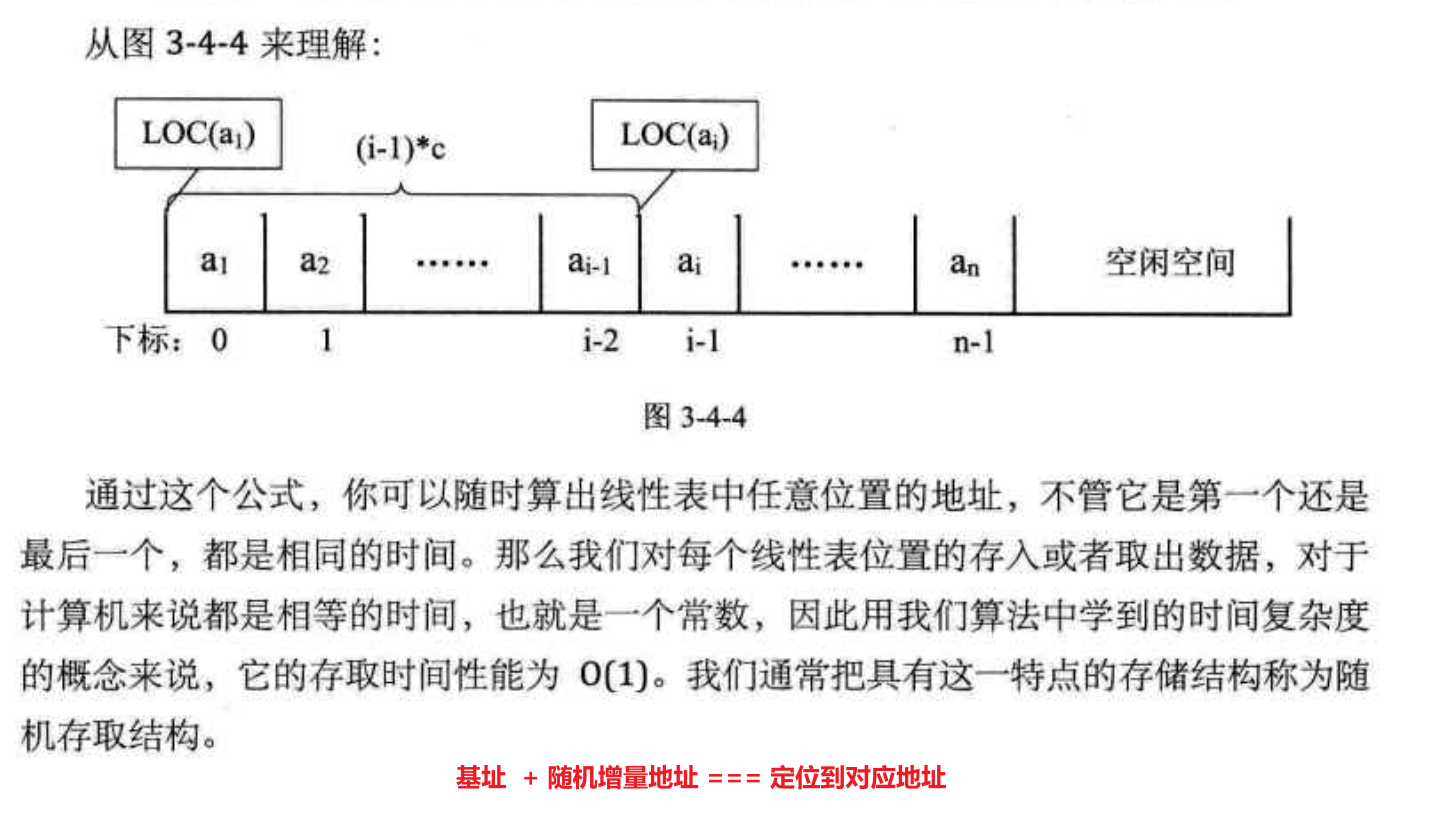 从图 3-4-4 来理解：
LOC(a₁)
(i-1)*c
LOC(aᵢ)
a₁ a₂ …… aᵢ₋₁ aᵢ …… aₙ 空闲空间
下标： 0 1 i-2 i-1 n-1
图 3-4-4
通过这个公式，你可以随时算出线性表中任意位置的地址，不管它是第一个还是
最后一个，都是相同的时间。那么我们对每个线性表位置的存入或者取出数据，对于
计算机来说都是相等的时间，也就是一个常数，因此用我们算法中学到的时间复杂度
的概念来说，它的存取时间性能为 O(1)。我们通常把具有这一特点的存储结构称为随
机存取结构。
基址 + 随机增量地址 === 定位到对应地址